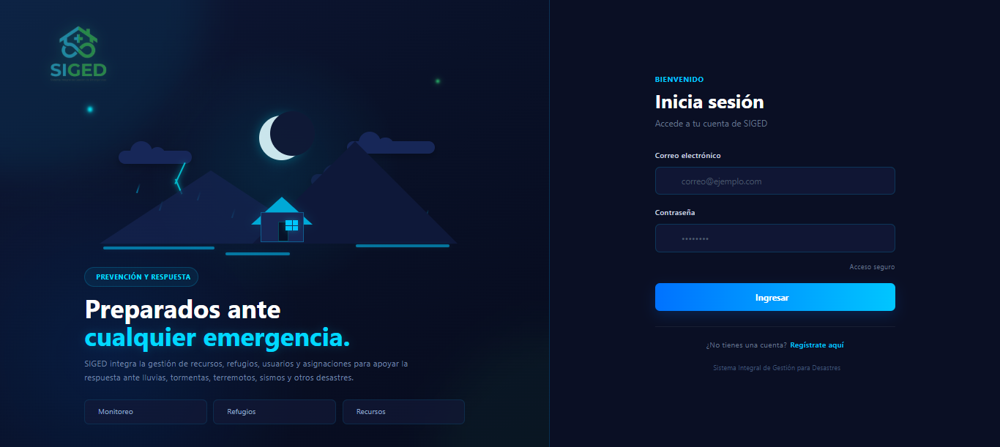 SIGED
PREVENCIÓN Y RESPUESTA
Preparados ante
cualquier emergencia.
SIGED integra la gestión de recursos, refugios, usuarios y asignaciones para apoyar la
respuesta ante lluvias, tormentas, terremotos, sismos y otros desastres.
Monitoreo
Refugios
Recursos
BIENVENIDO
Inicia sesión
Accede a tu cuenta de SIGED
Correo electrónico
correo@ejemplo.com
Contraseña
••••••••
Acceso seguro
Ingresar
¿No tienes una cuenta? Regístrate aquí
Sistema Integral de Gestión para Desastres